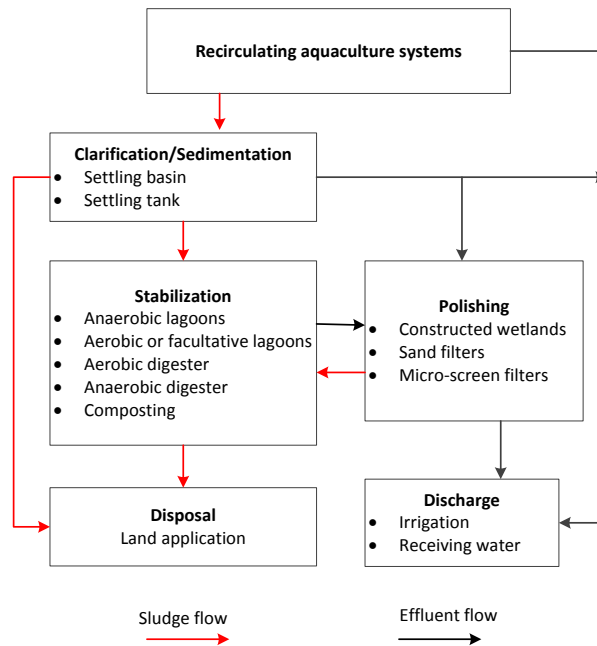 Recirculating aquaculture systems
Clarification/Sedimentation
• Settling basin
• Settling tank
Stabilization
• Anaerobic lagoons
• Aerobic or facultative lagoons
• Aerobic digester
• Anaerobic digester
• Composting
Polishing
• Constructed wetlands
• Sand filters
• Micro-screen filters
Disposal
Land application
Discharge
• Irrigation
• Receiving water
Sludge flow
Effluent flow